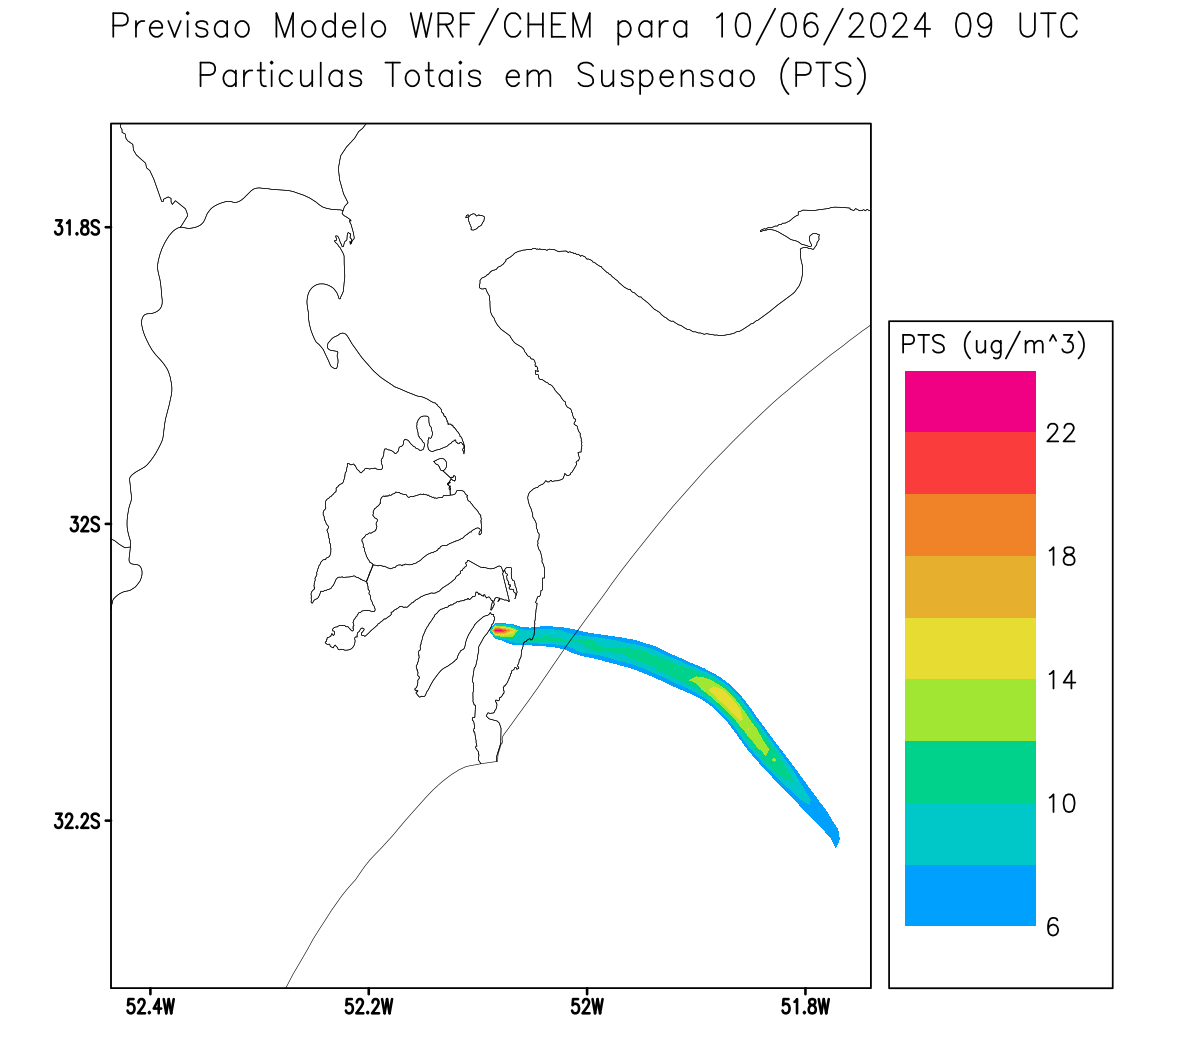 Previsao Modelo WRF/CHEM para 10/06/2024 09 UTC
Particulas Totais em Suspensao (PTS)
31.8S
32S
32.2S
52.4W
52.2W
52W
51.8W
PTS (ug/m^3)
22
18
14
10
6